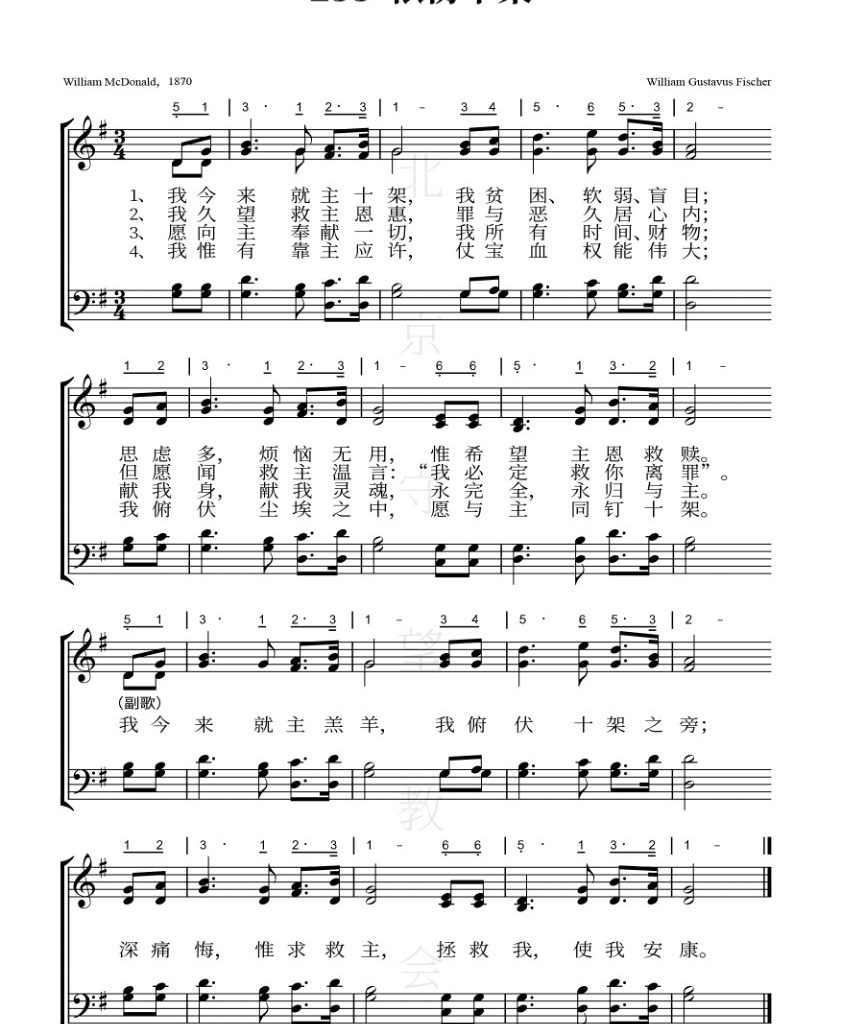 William McDonald, 1870
William Gustavus Fischer
5 1 | 3 · 1 2 · 3 | 1 - 3 4 | 5 · 6 5 · 3 | 2 -
1、我今来 就主十架, 我贫困、软弱、盲目;
2、我久望 救主恩惠, 罪与恶 久居心内;
3、愿向主 奉献一切, 我所有 时间、财物;
4、我惟有 靠主应许, 仗宝血 权能伟大;
1 2 | 3 · 1 2 · 3 | 1 - 6 6 | 5 · 1 3 · 2 | 1 -
思虑多, 烦恼无用, 惟希望 主恩救赎。
但愿闻 救主温言:“我必定 救你离罪”。
献我身, 献我灵魂, 永完全, 永归与主。
我俯伏 尘埃之中, 愿与主 同钉十架。
5 1 | 3 · 1 2 · 3 | 1 - 3 4 | 5 · 6 5 · 3 | 2 -
(副歌)
我今来 就主羔羊, 我俯伏 十架之旁;
1 2 | 3 · 1 2 · 3 | 1 - 6 6 | 5 · 1 3 · 2 | 1 -
深痛悔, 惟求救主, 拯救我, 使我安康。
北京守望教会